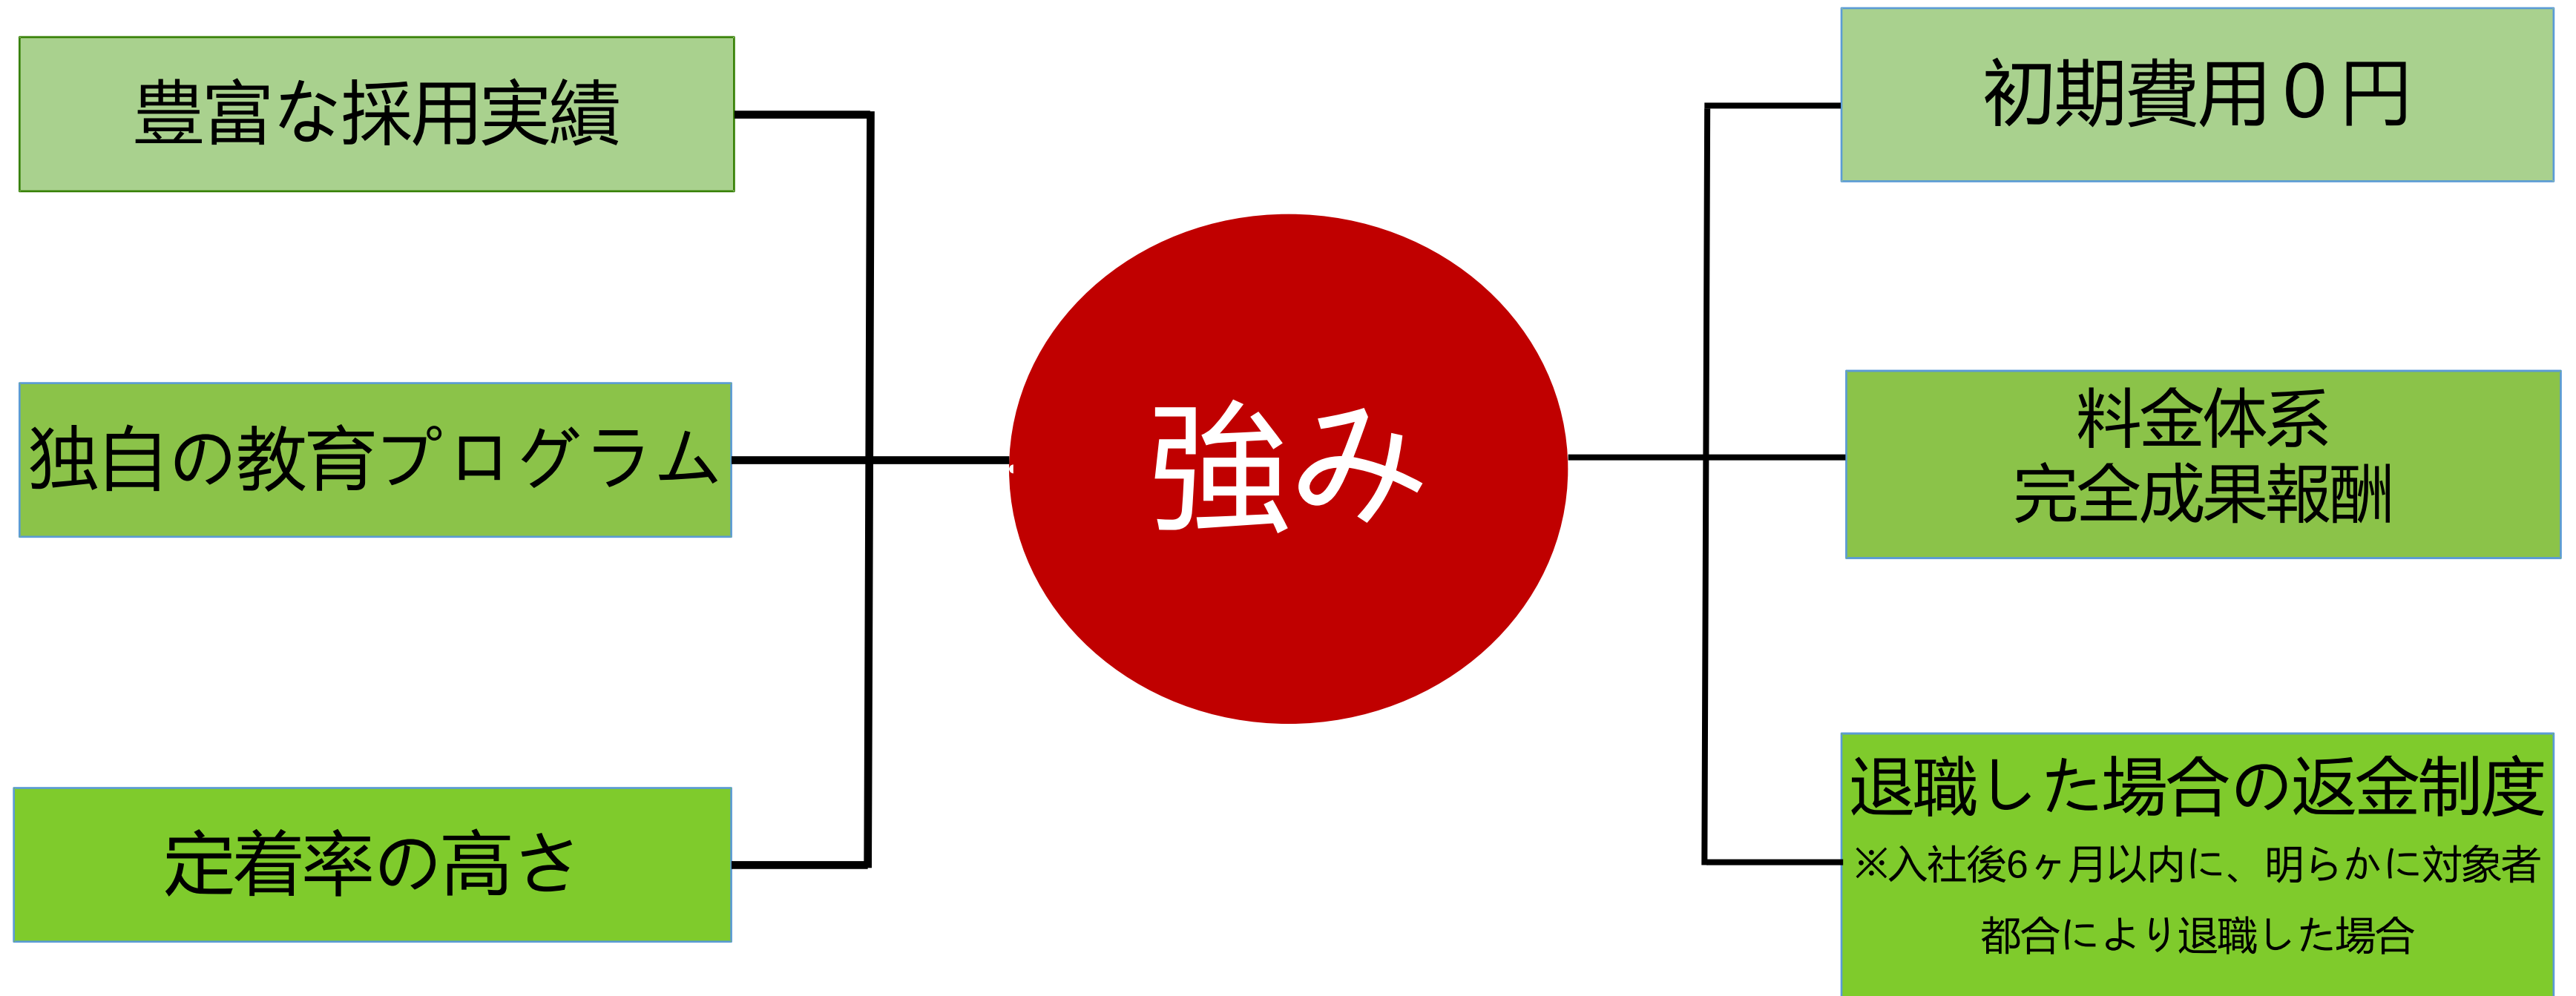 豊富な採用実績
独自の教育プログラム
定着率の高さ
強み
初期費用０円
料金体系
完全成果報酬
退職した場合の返金制度
※入社後6ヶ月以内に、明らかに対象者
都合により退職した場合